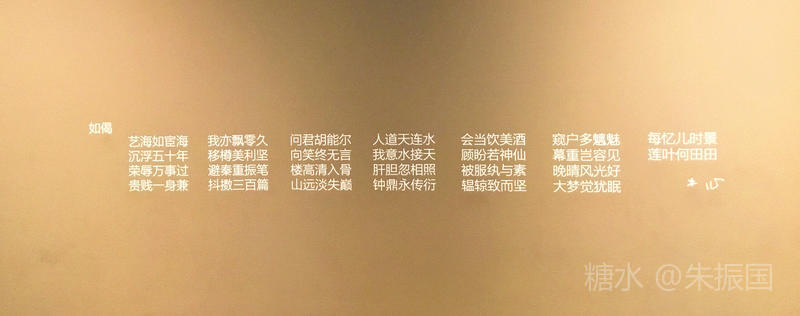 如偈
艺海如宦海
沉浮五十年
荣辱万事过
贵贱一身兼
我亦飘零久
移樽美利坚
避秦重振笔
抖擞三百篇
问君胡能尔
向笑终无言
楼高清入骨
山远淡失巅
人道天连水
我意水接天
肝胆忽相照
钟鼎永传衍
会当饮美酒
顾盼若神仙
被服纨与素
辒辌致而坚
窥户多魑魅
幕重岂容见
晚晴风光好
大梦觉犹眠
每忆儿时景
莲叶何田田
木心
糖水 @朱振国